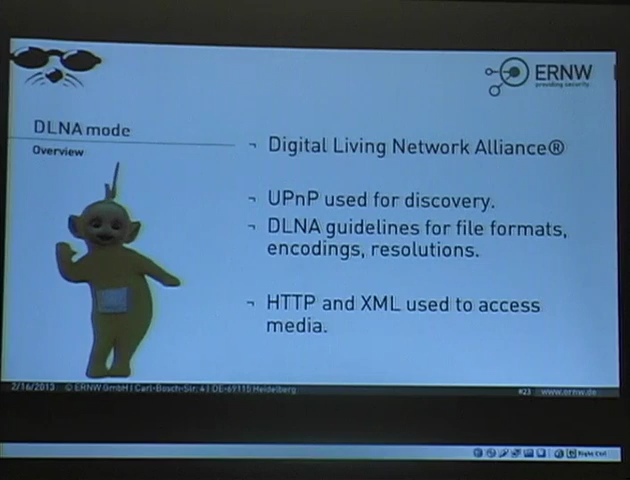 ERNW
providing security.
DLNA mode
Overview
¬ Digital Living Network Alliance®
¬ UPnP used for discovery.
¬ DLNA guidelines for file formats,
encodings, resolutions.
¬ HTTP and XML used to access
media.
2/16/2013 © ERNW GmbH | Carl-Bosch-Str. 4 | DE-69115 Heidelberg #23 www.ernw.de
Right Ctrl